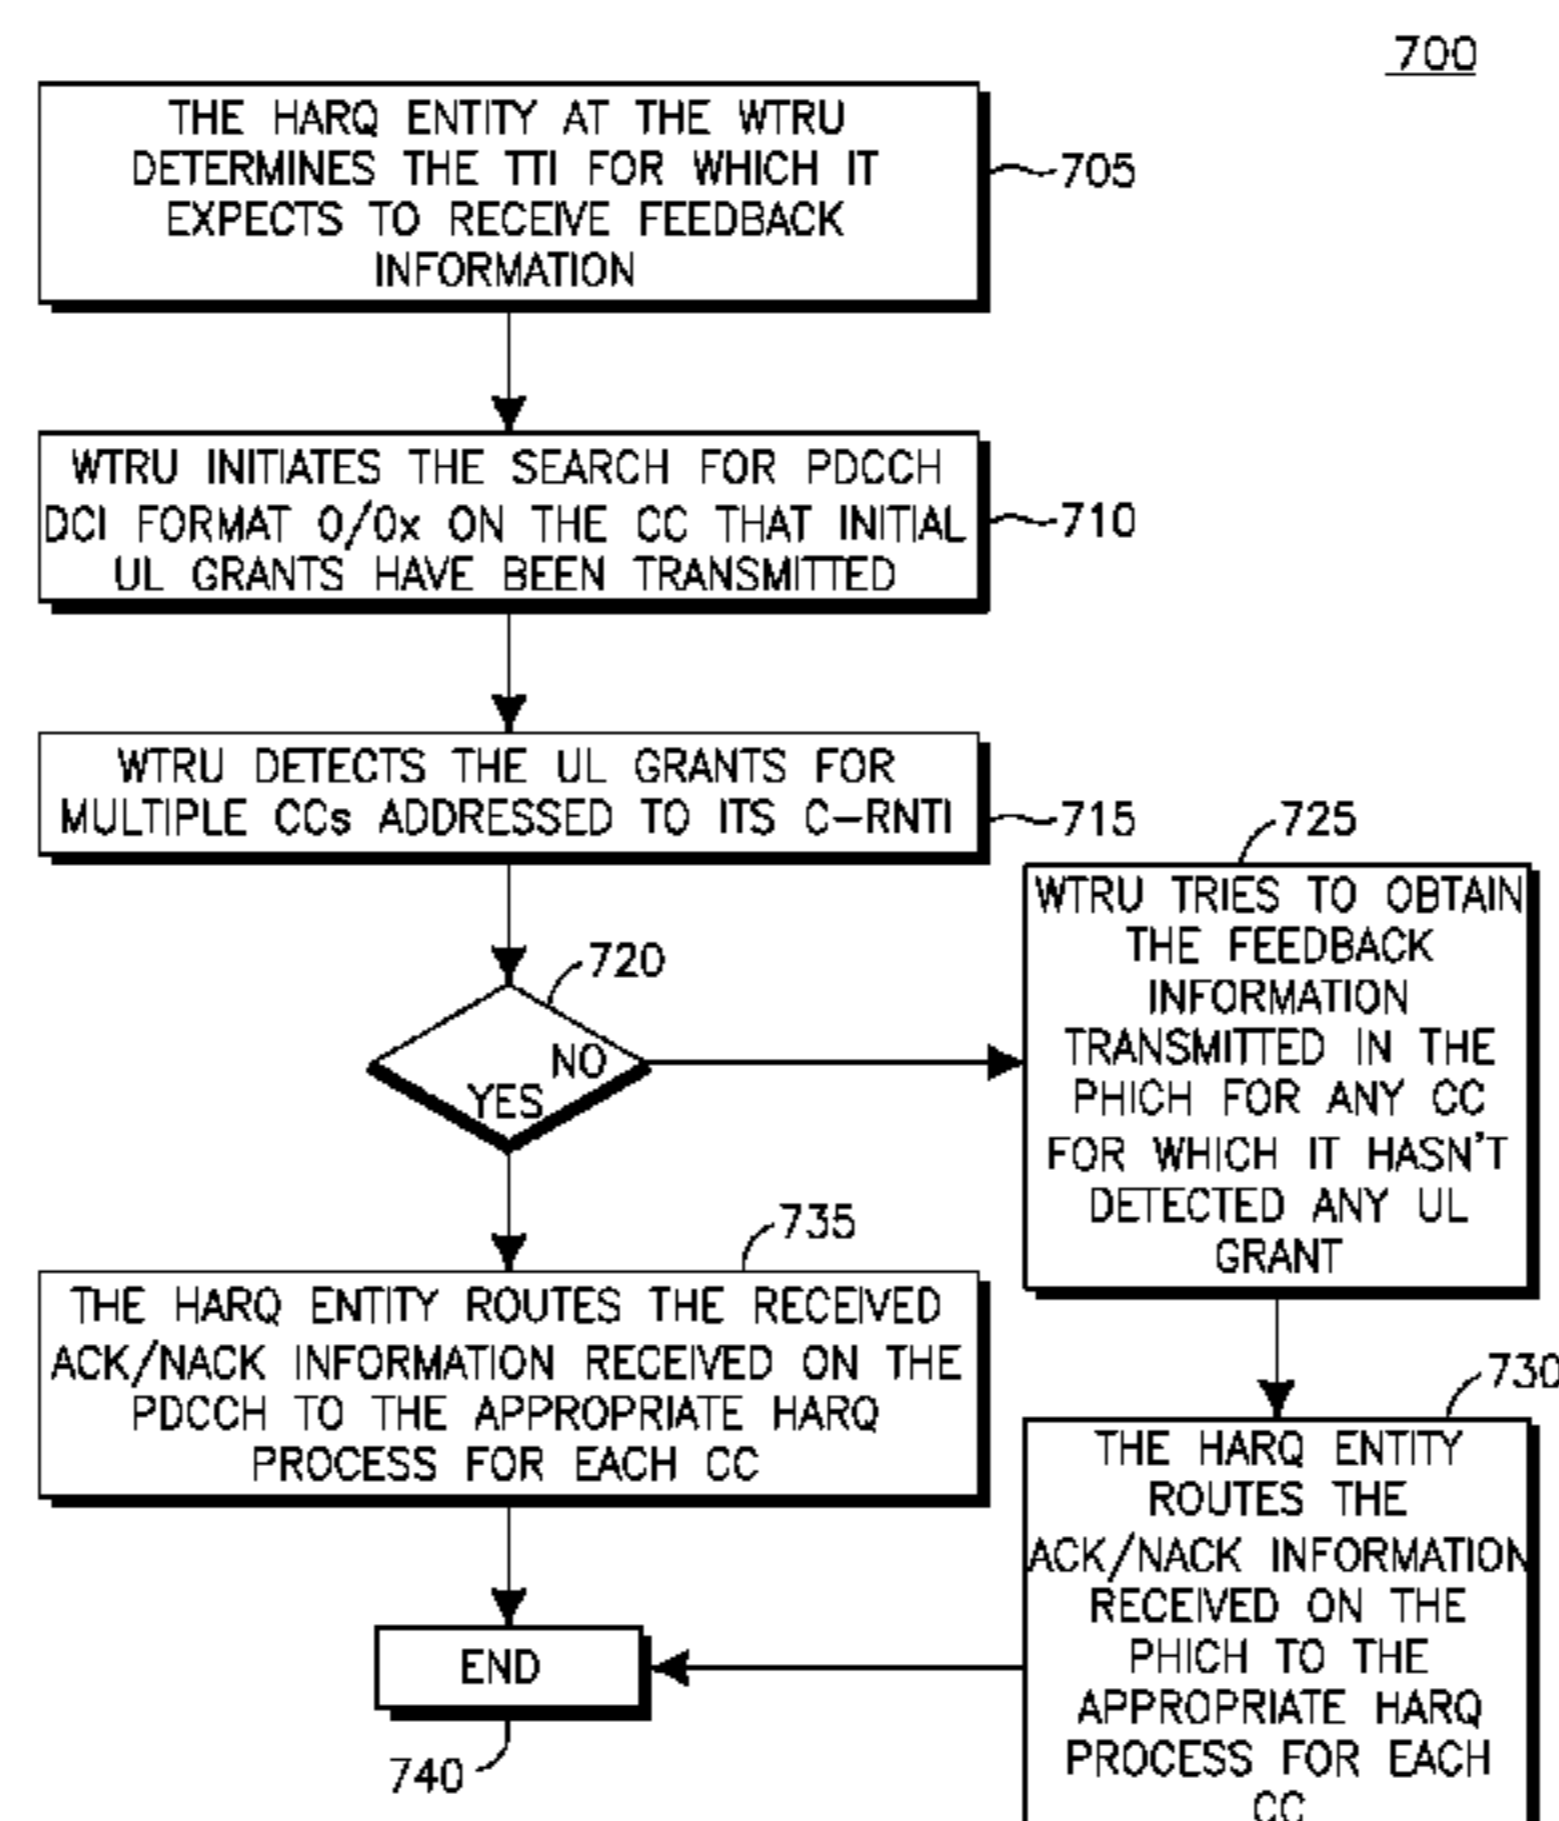 700
THE HARQ ENTITY AT THE WTRU
DETERMINES THE TTI FOR WHICH IT
EXPECTS TO RECEIVE FEEDBACK
INFORMATION
705
WTRU INITIATES THE SEARCH FOR PDCCH
DCI FORMAT 0/0x ON THE CC THAT INITIAL
UL GRANTS HAVE BEEN TRANSMITTED
710
WTRU DETECTS THE UL GRANTS FOR
MULTIPLE CCs ADDRESSED TO ITS C-RNTI
715
720
NO
YES
725
WTRU TRIES TO OBTAIN
THE FEEDBACK
INFORMATION
TRANSMITTED IN THE
PHICH FOR ANY CC
FOR WHICH IT HASN'T
DETECTED ANY UL
GRANT
735
THE HARQ ENTITY ROUTES THE RECEIVED
ACK/NACK INFORMATION RECEIVED ON THE
PDCCH TO THE APPROPRIATE HARQ
PROCESS FOR EACH CC
730
THE HARQ ENTITY
ROUTES THE
ACK/NACK INFORMATION
RECEIVED ON THE
PHICH TO THE
APPROPRIATE HARQ
PROCESS FOR EACH
CC
END
740